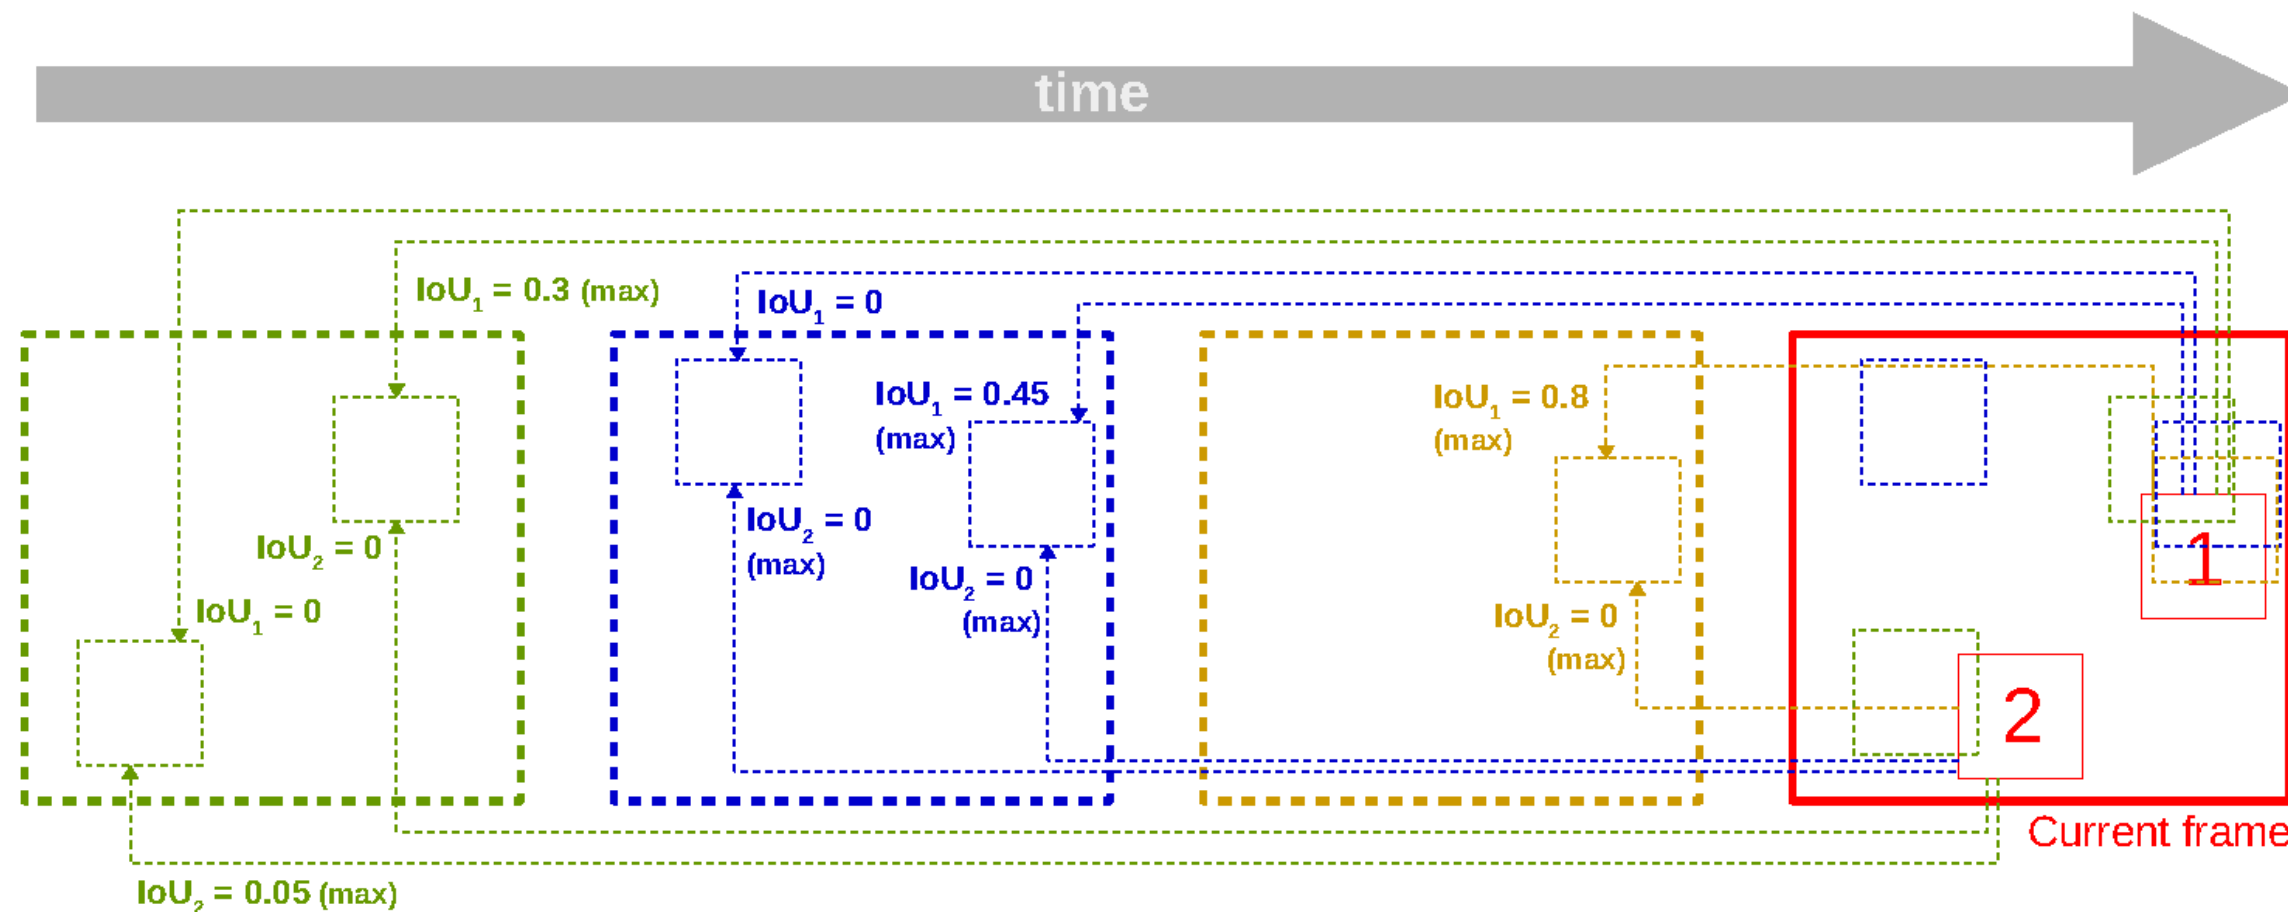 time
IoU₁ = 0.3 (max)
IoU₁ = 0
IoU₁ = 0.45
(max)
IoU₁ = 0.8
(max)
IoU₂ = 0
(max)
IoU₂ = 0
IoU₂ = 0
(max)
IoU₁ = 0
IoU₂ = 0
(max)
1
2
Current frame
IoU₂ = 0.05 (max)